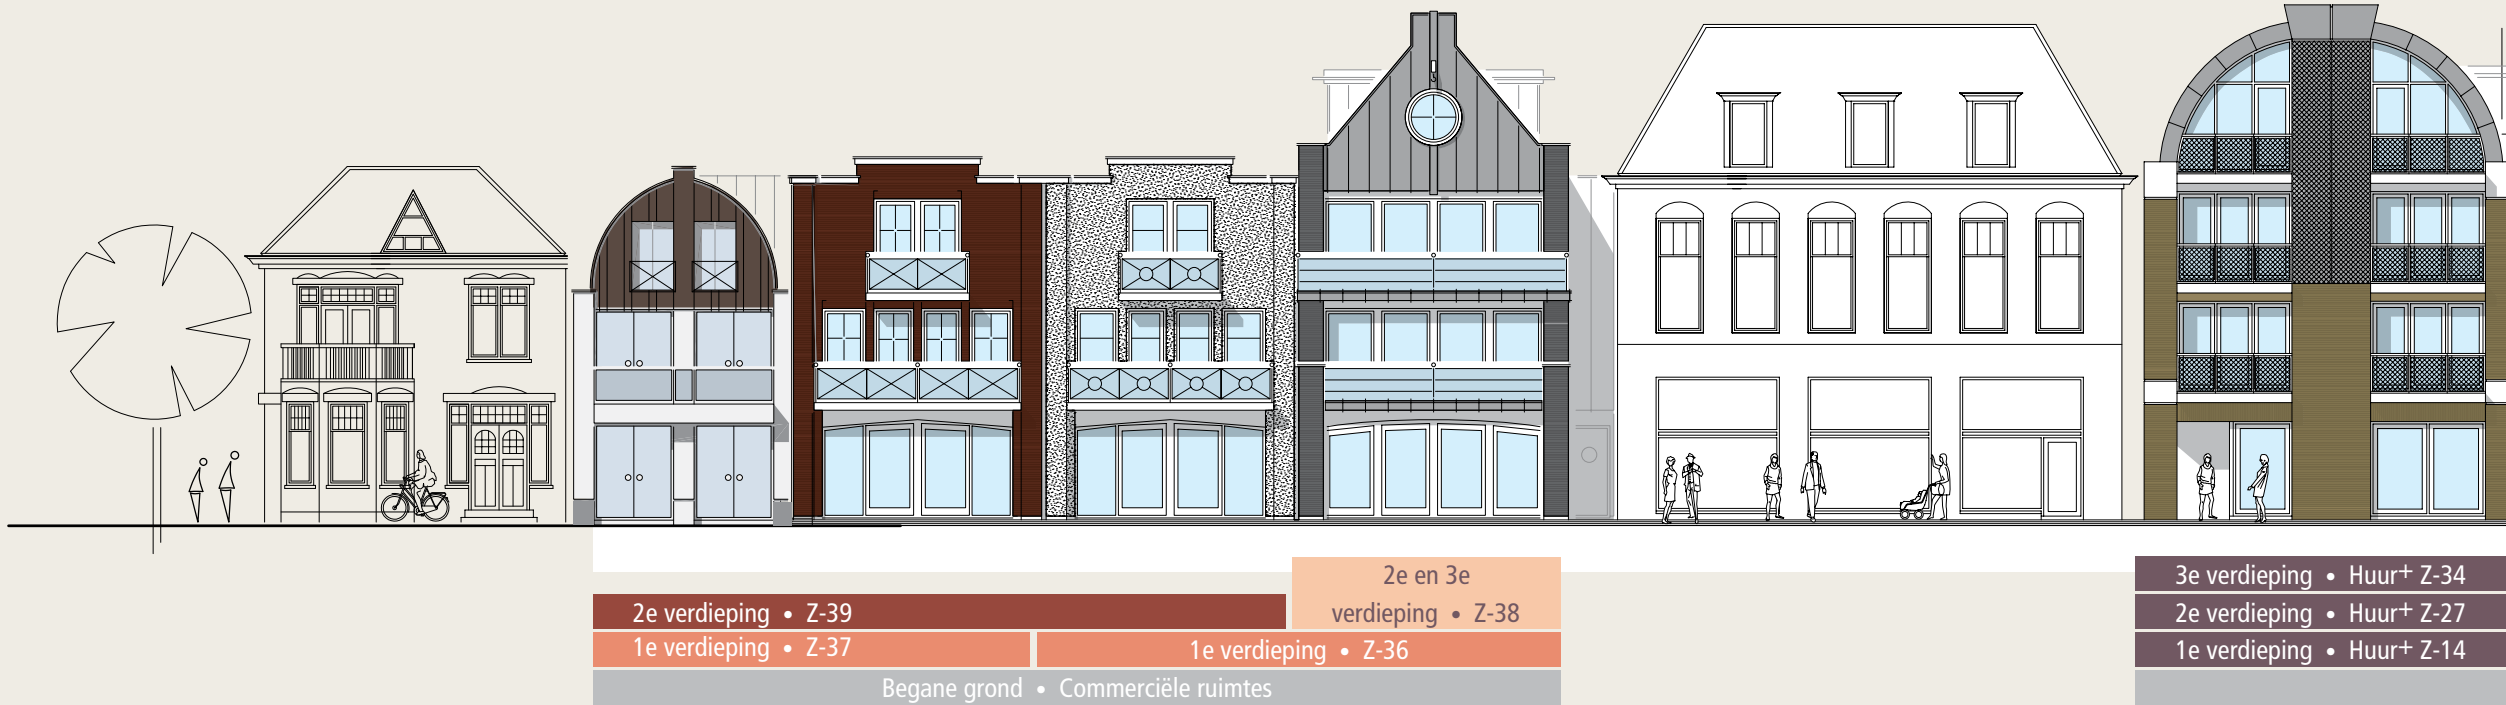 2e en 3e
verdieping • Z-38
2e verdieping • Z-39
1e verdieping • Z-37
1e verdieping • Z-36
Begane grond • Commerciële ruimtes
3e verdieping • Huur+ Z-34
2e verdieping • Huur+ Z-27
1e verdieping • Huur+ Z-14